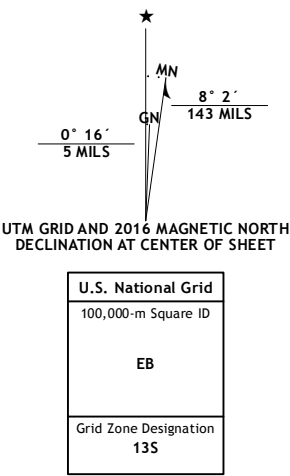 ★
MN
8° 2´
143 MILS
GN
0° 16´
5 MILS
UTM GRID AND 2016 MAGNETIC NORTH
DECLINATION AT CENTER OF SHEET
U.S. National Grid
100,000-m Square ID
EB
Grid Zone Designation
13S